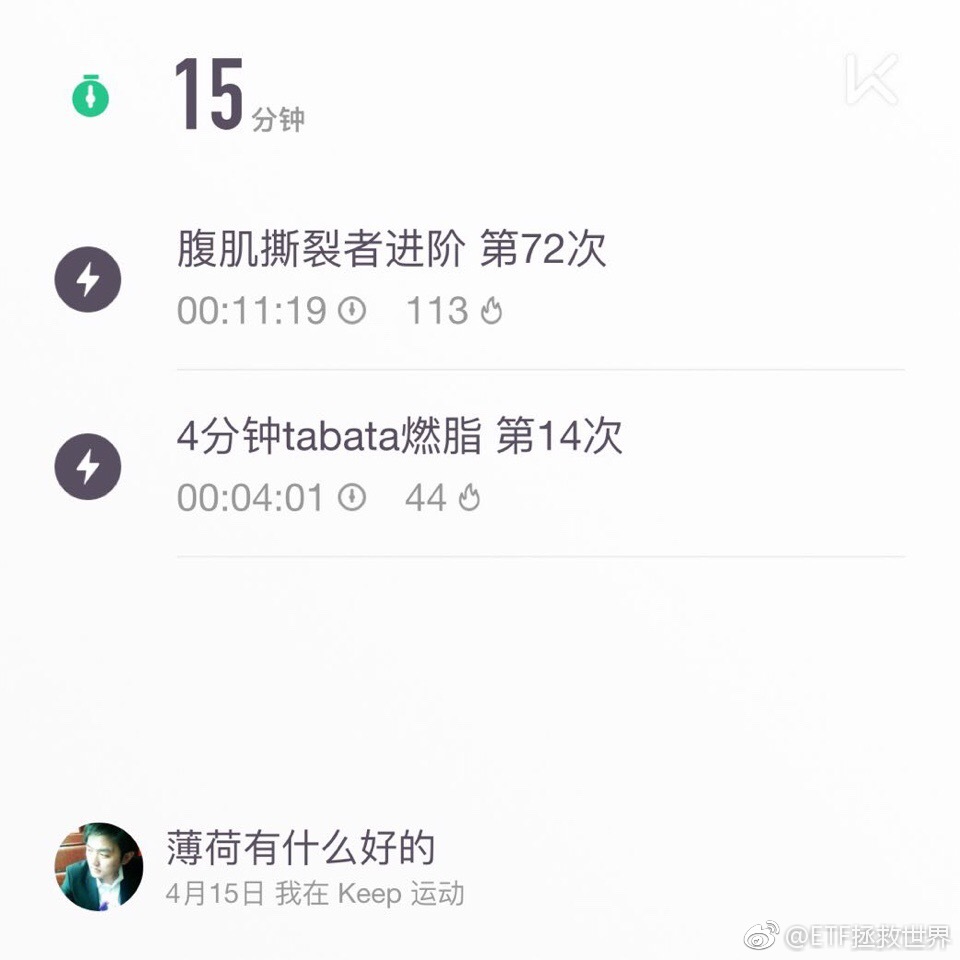 15 分钟
腹肌撕裂者进阶 第72次
00:11:19 113
4分钟tabata燃脂 第14次
00:04:01 44
薄荷有什么好的
4月15日 我在 Keep 运动
@ETF拯救世界